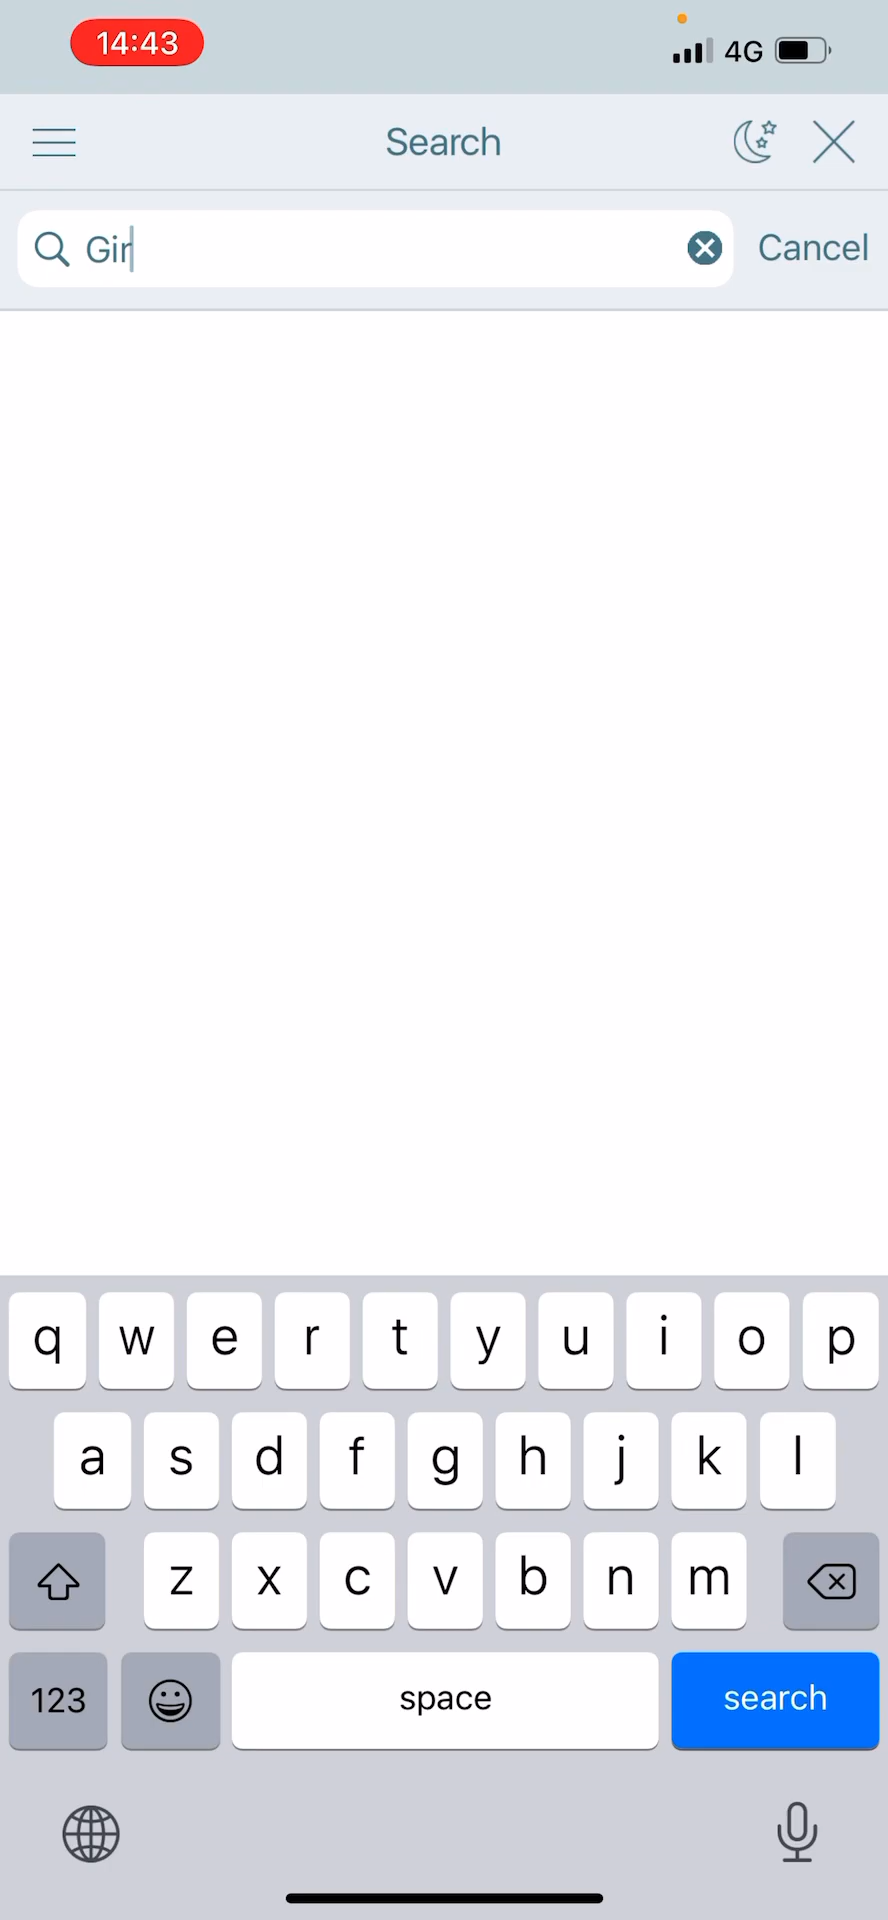 14:43 4G
Search
Gir Cancel
q w e r t y u i o p
a s d f g h j k l
z x c v b n m
123 space search